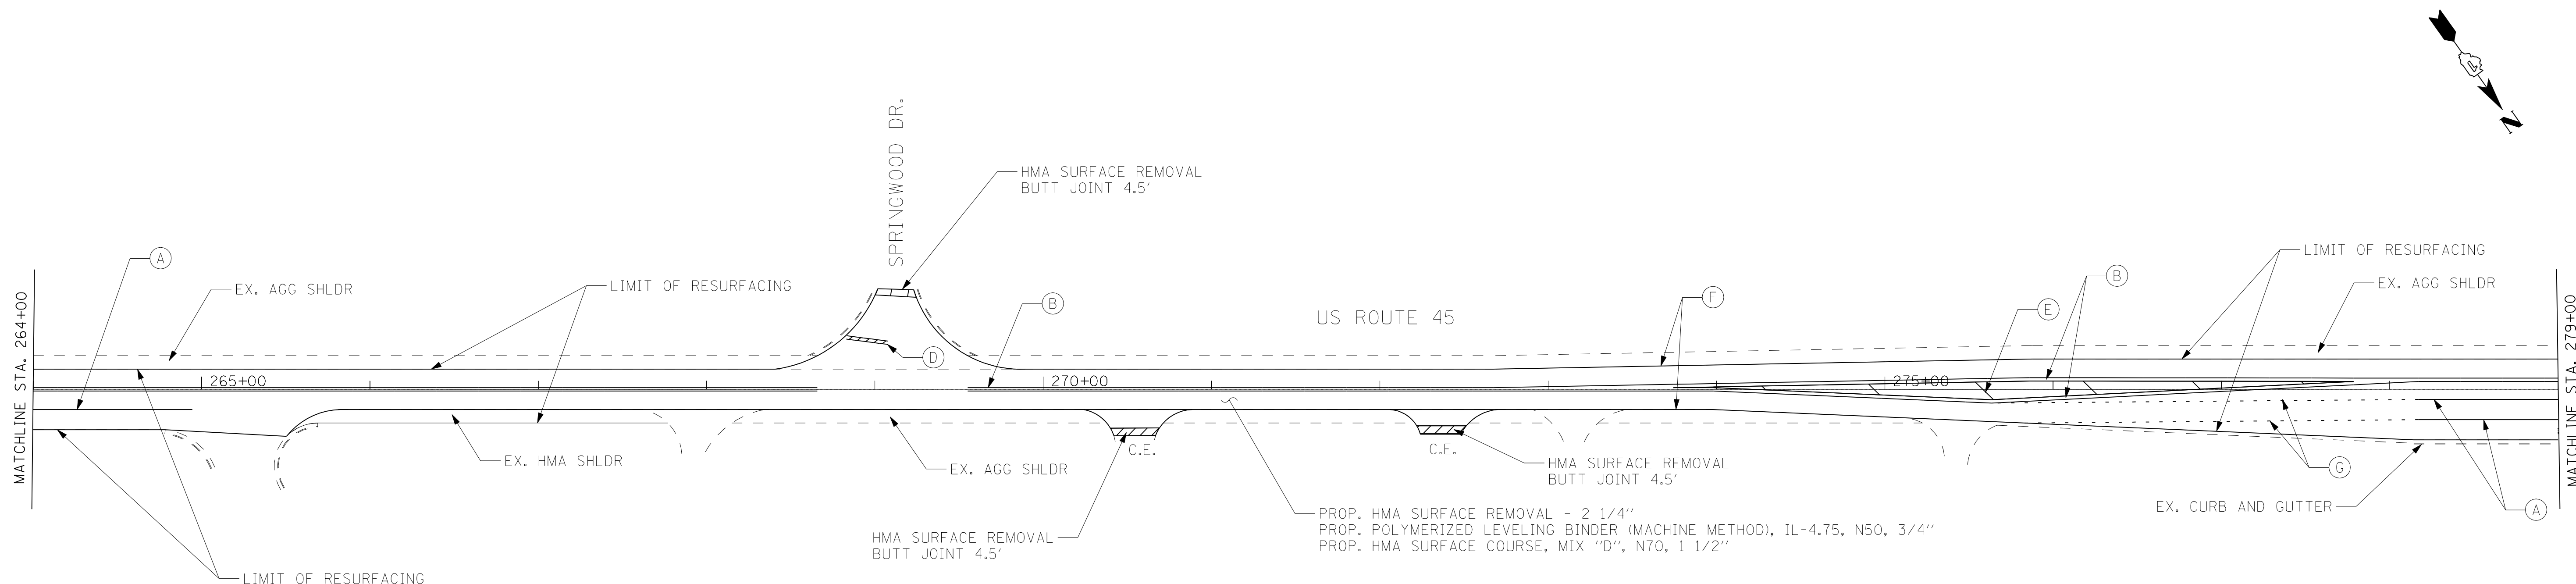 N
SPRINGWOOD DR.
HMA SURFACE REMOVAL
BUTT JOINT 4.5'
A
EX. AGG SHLDR
LIMIT OF RESURFACING
B
US ROUTE 45
F
E
B
LIMIT OF RESURFACING
EX. AGG SHLDR
MATCHLINE STA. 264+00
MATCHLINE STA. 279+00
D
265+00
270+00
275+00
EX. HMA SHLDR
EX. AGG SHLDR
C.E.
C.E.
HMA SURFACE REMOVAL
BUTT JOINT 4.5'
G
EX. CURB AND GUTTER
A
HMA SURFACE REMOVAL
BUTT JOINT 4.5'
PROP. HMA SURFACE REMOVAL - 2 1/4"
PROP. POLYMERIZED LEVELING BINDER (MACHINE METHOD), IL-4.75, N50, 3/4"
PROP. HMA SURFACE COURSE, MIX "D", N70, 1 1/2"
LIMIT OF RESURFACING